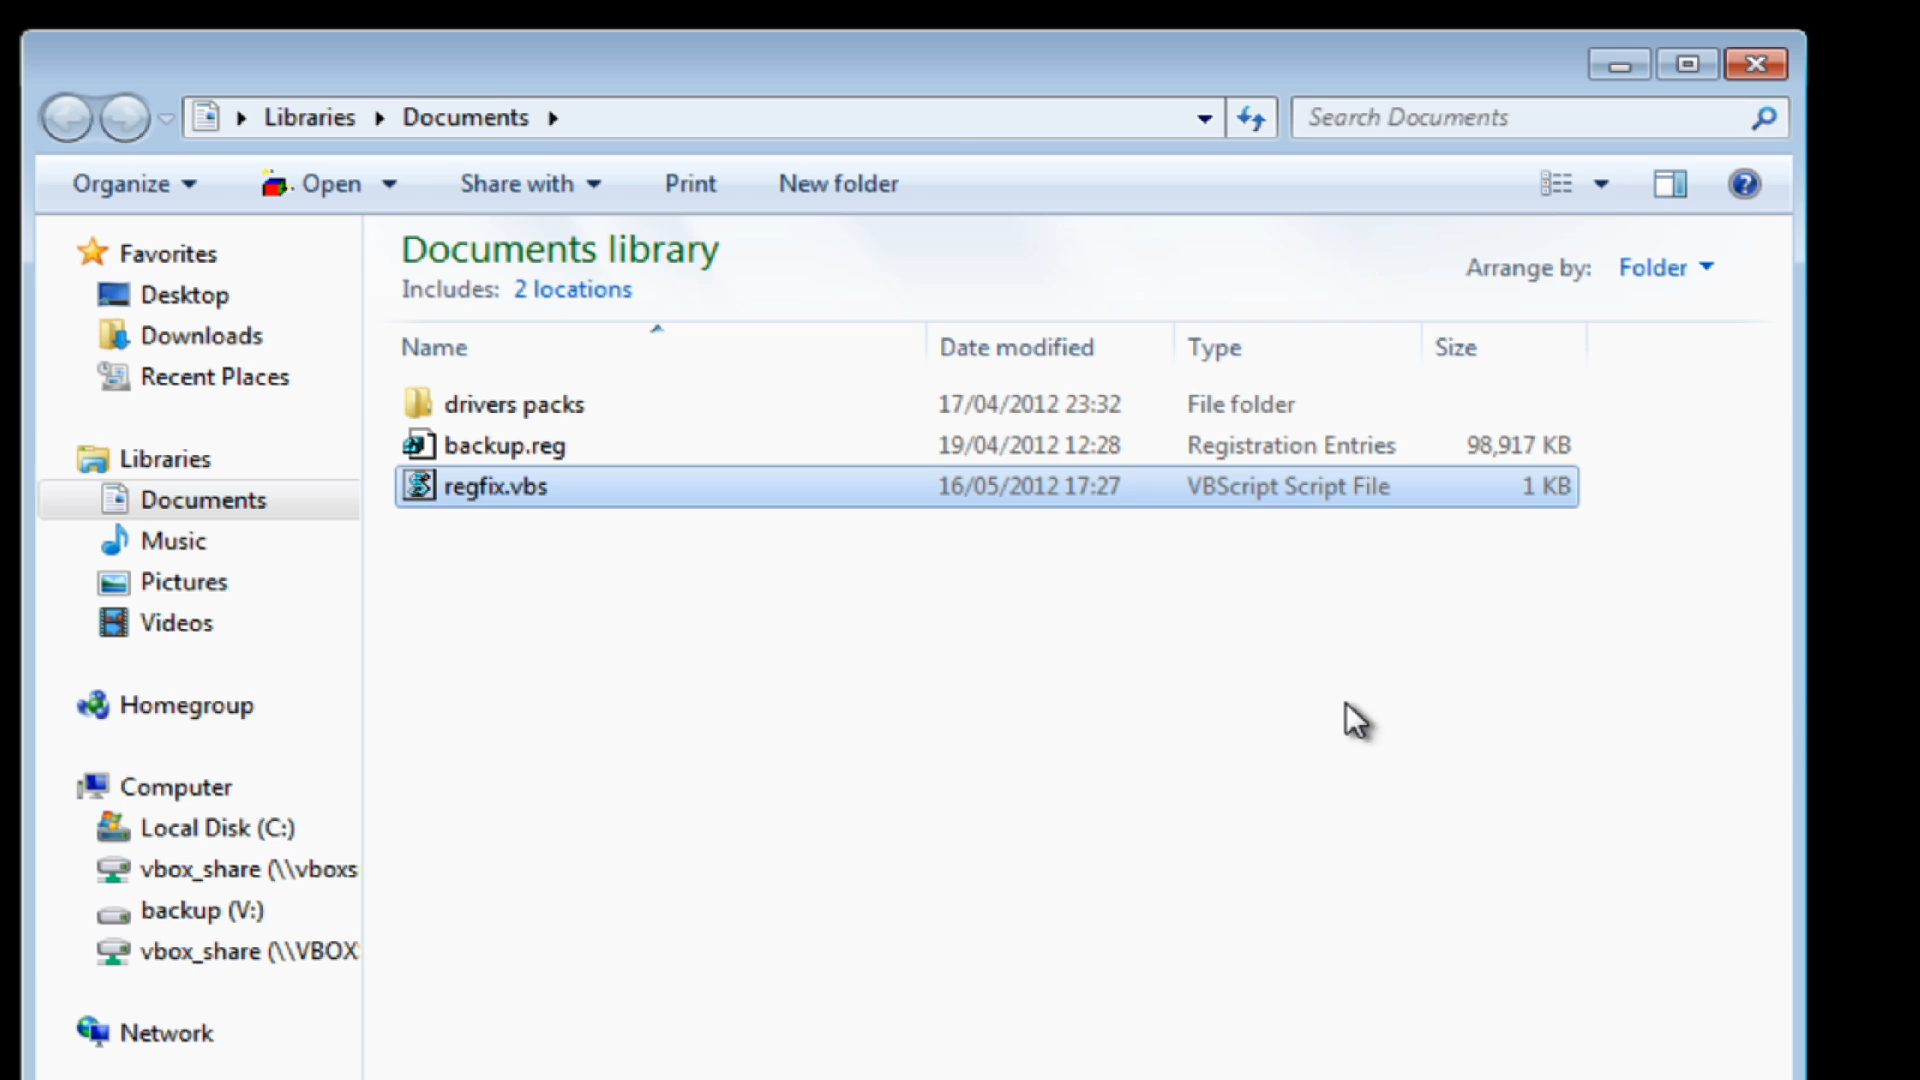 Libraries Documents
Search Documents
Organize Open Share with Print New folder
Documents library
Includes: 2 locations
Arrange by: Folder
Name Date modified Type Size
drivers packs 17/04/2012 23:32 File folder
backup.reg 19/04/2012 12:28 Registration Entries 98,917 KB
regfix.vbs 16/05/2012 17:27 VBScript Script File 1 KB
Favorites
Desktop
Downloads
Recent Places
Libraries
Documents
Music
Pictures
Videos
Homegroup
Computer
Local Disk (C:)
vbox_share (\\vboxs
backup (V:)
vbox_share (\\VBOX
Network